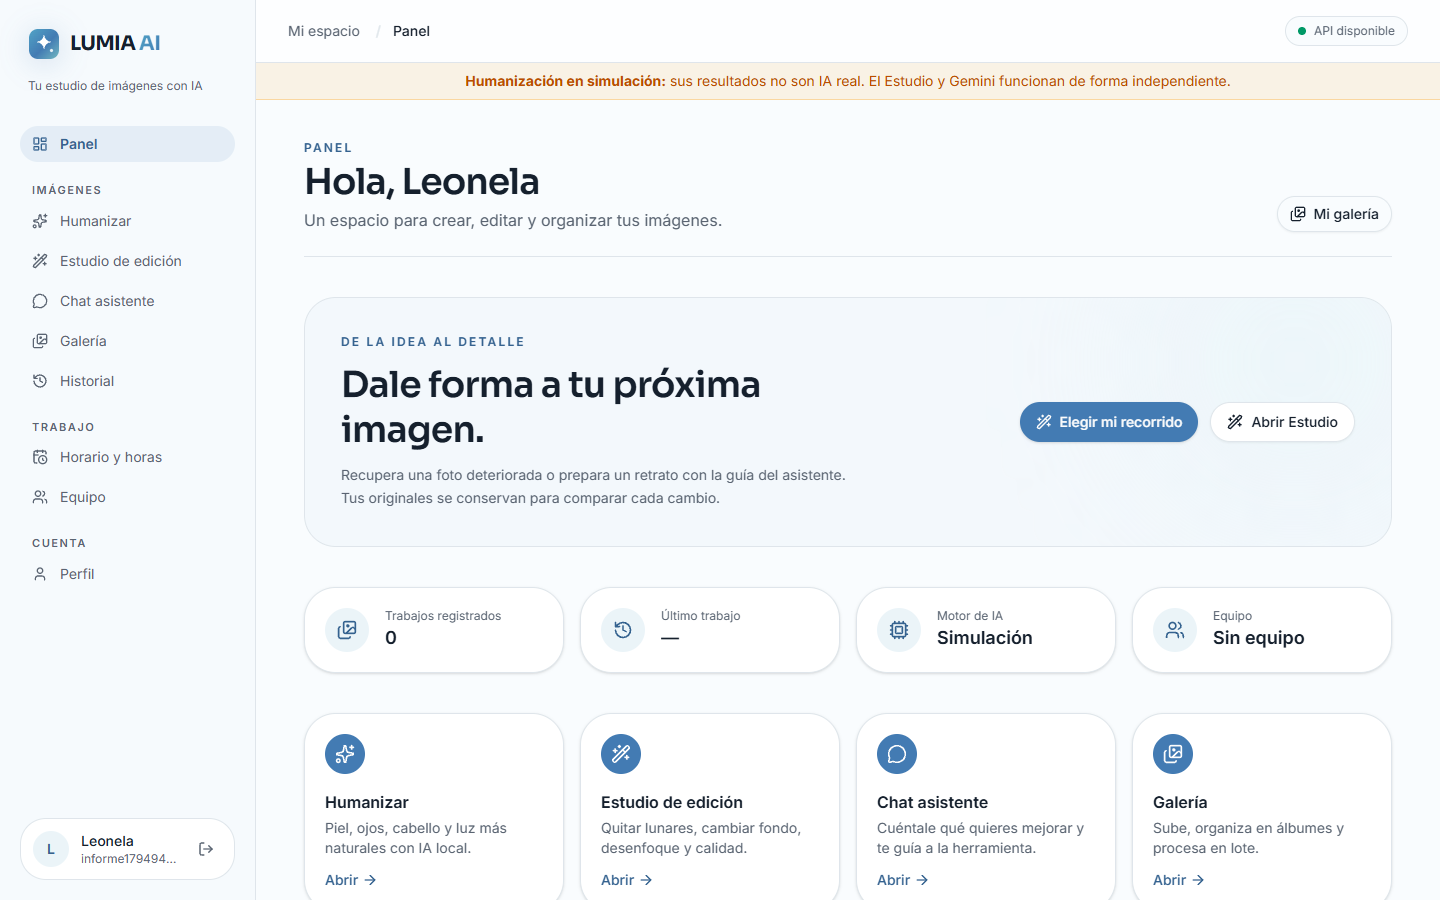 LUMIA AI
Tu estudio de imágenes con IA
Panel
IMÁGENES
Humanizar
Estudio de edición
Chat asistente
Galería
Historial
TRABAJO
Horario y horas
Equipo
CUENTA
Perfil
L
Leonela
informe179494...
Mi espacio / Panel
API disponible
Humanización en simulación: sus resultados no son IA real. El Estudio y Gemini funcionan de forma independiente.
PANEL
Hola, Leonela
Un espacio para crear, editar y organizar tus imágenes.
Mi galería
DE LA IDEA AL DETALLE
Dale forma a tu próxima
imagen.
Recupera una foto deteriorada o prepara un retrato con la guía del asistente.
Tus originales se conservan para comparar cada cambio.
Elegir mi recorrido
Abrir Estudio
Trabajos registrados
0
Último trabajo
—
Motor de IA
Simulación
Equipo
Sin equipo
Humanizar
Piel, ojos, cabello y luz más
naturales con IA local.
Abrir →
Estudio de edición
Quitar lunares, cambiar fondo,
desenfoque y calidad.
Abrir →
Chat asistente
Cuéntale qué quieres mejorar y
te guía a la herramienta.
Abrir →
Galería
Sube, organiza en álbumes y
procesa en lote.
Abrir →